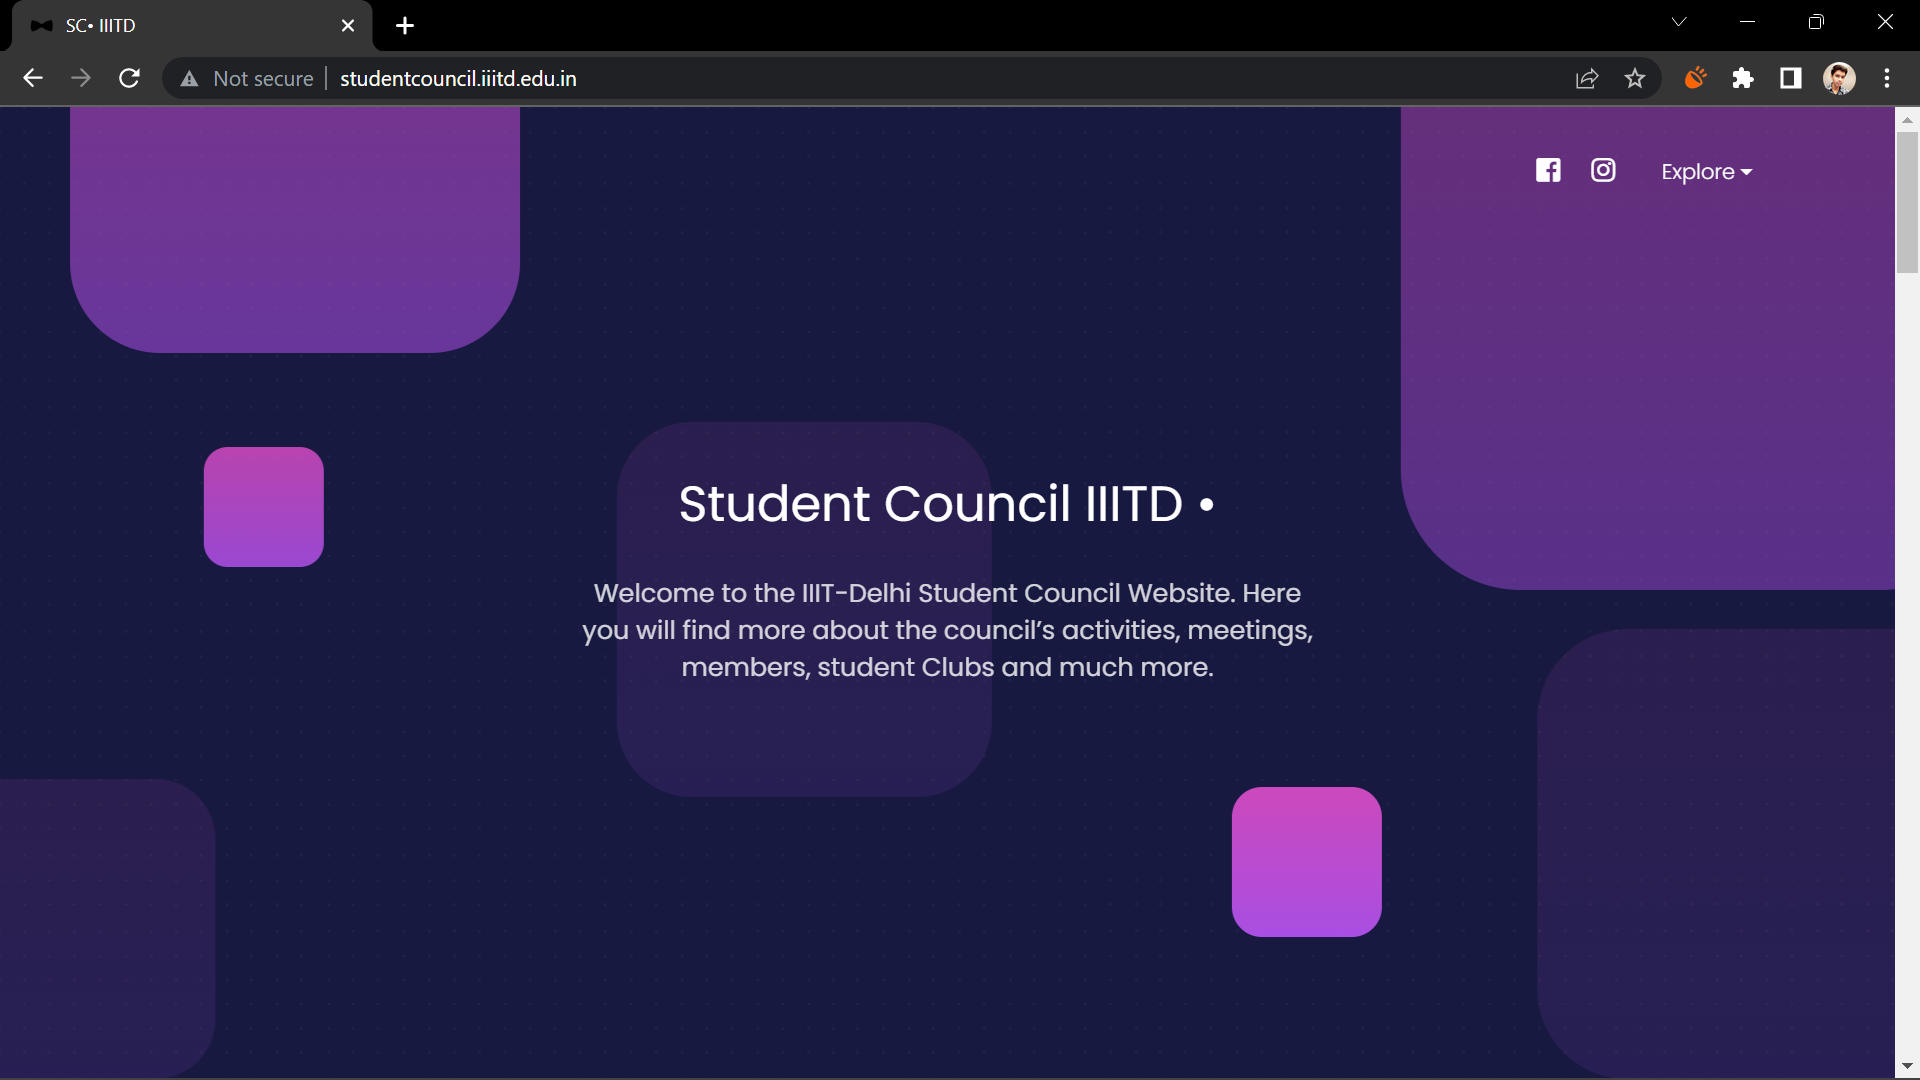 SC• IIITD
Not secure
studentcouncil.iiitd.edu.in
Explore
Student Council IIITD •
Welcome to the IIIT-Delhi Student Council Website. Here
you will find more about the council’s activities, meetings,
members, student Clubs and much more.